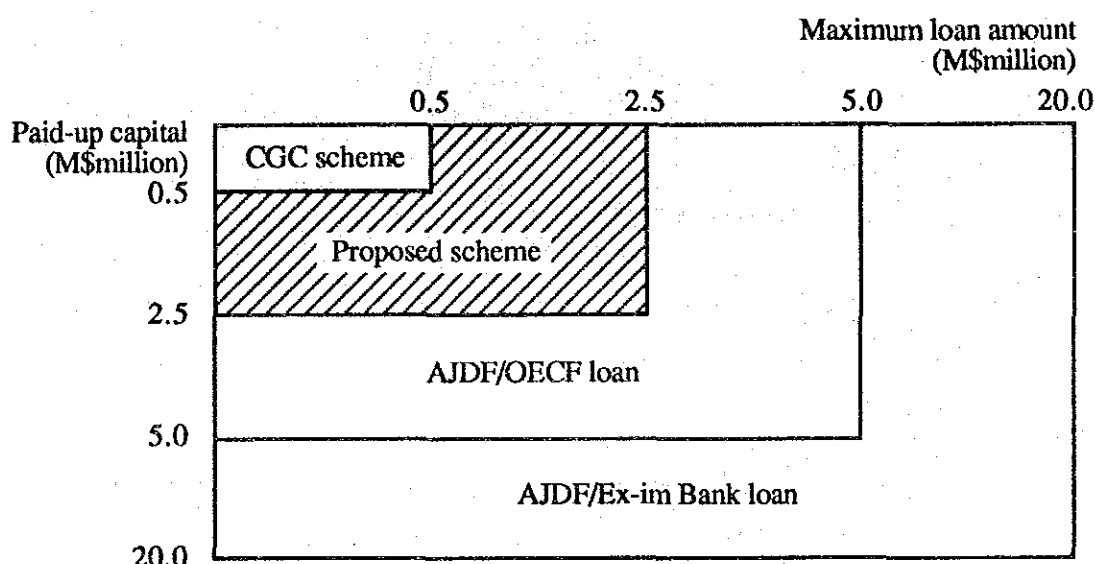 Maximum loan amount
(M$million)
0.5 2.5 5.0 20.0
Paid-up capital
(M$million)
CGC scheme
0.5
Proposed scheme
2.5
AJDF/OECF loan
5.0
AJDF/Ex-im Bank loan
20.0